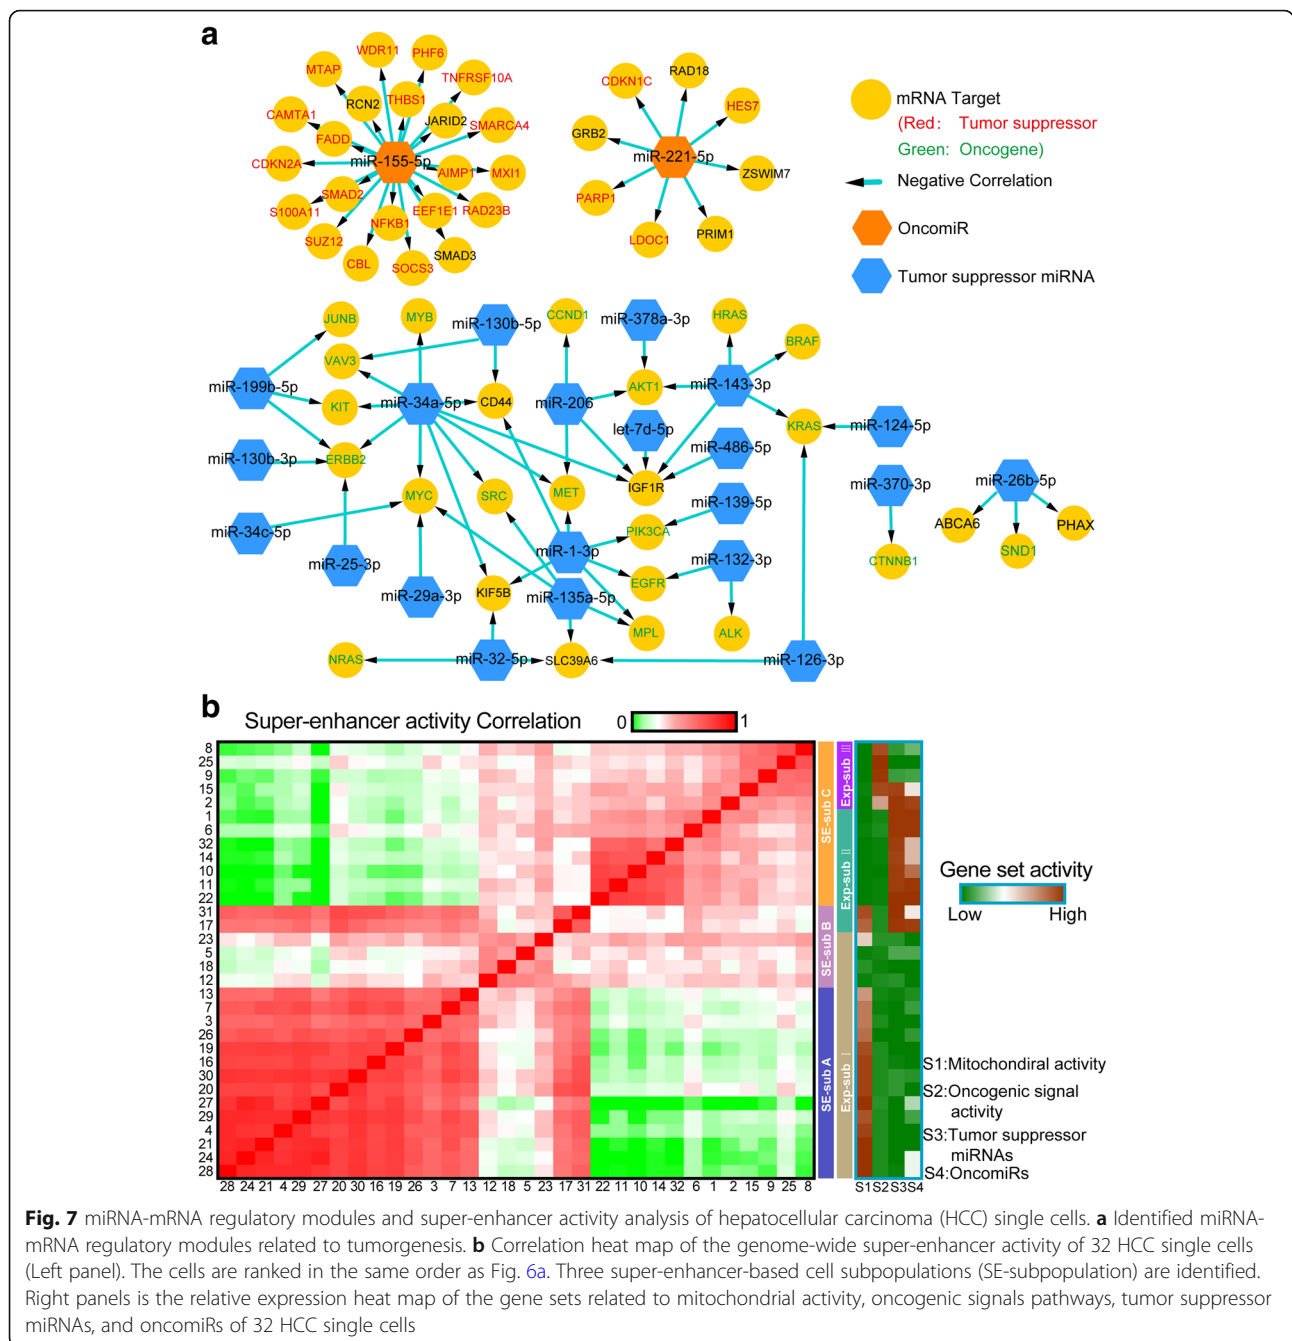 a
WDR11
PHF6
MTAP
TNFRSF10A
RCN2
THBS1
CAMTA1
JARID2
SMARCA4
FADD
CDKN2A
miR-155-5p
AIMP1
MXI1
SMAD2
S100A11
NFKB1
EEF1E1
RAD23B
SUZ12
SMAD3
CBL
SOCS3
CDKN1C
RAD18
HES7
GRB2
miR-221-5p
ZSWIM7
PARP1
LDOC1
PRIM1
mRNA Target
(Red: Tumor suppressor
Green: Oncogene)
Negative Correlation
OncomiR
Tumor suppressor miRNA
JUNB
MYB
miR-130b-5p
CCND1
miR-378a-3p
HRAS
BRAF
VAV3
miR-199b-5p
AKT1
miR-143-3p
KIT
miR-34a-5p
CD44
miR-206
let-7d-5p
KRAS
miR-124-5p
miR-130b-3p
ERBB2
miR-486-5p
MYC
SRC
MET
IGF1R
miR-370-3p
miR-26b-5p
miR-139-5p
ABCA6
PHAX
miR-34c-5p
PIK3CA
miR-1-3p
SND1
miR-25-3p
miR-132-3p
CTNNB1
EGFR
miR-29a-3p
KIF5B
miR-135a-5p
MPL
ALK
NRAS
miR-32-5p
SLC39A6
miR-126-3p
b
Super-enhancer activity Correlation
0
1
8
25
9
15
2
1
6
32
14
10
11
22
31
17
23
5
18
12
13
7
3
26
19
16
30
20
27
29
4
21
24
28
28 24 21 4 29 27 20 30 16 19 26 3 7 13 12 18 5 23 17 31 22 11 10 14 32 6 1 2 15 9 25 8
SE-sub C
SE-sub B
SE-sub A
Exp-sub III
Exp-sub II
Exp-sub I
S1 S2 S3 S4
Gene set activity
Low High
S1:Mitochondiral activity
S2:Oncogenic signal
activity
S3:Tumor suppressor
miRNAs
S4:OncomiRs
Fig. 7 miRNA-mRNA regulatory modules and super-enhancer activity analysis of hepatocellular carcinoma (HCC) single cells. a Identified miRNA-
mRNA regulatory modules related to tumorgenesis. b Correlation heat map of the genome-wide super-enhancer activity of 32 HCC single cells
(Left panel). The cells are ranked in the same order as Fig. 6a. Three super-enhancer-based cell subpopulations (SE-subpopulation) are identified.
Right panels is the relative expression heat map of the gene sets related to mitochondrial activity, oncogenic signals pathways, tumor suppressor
miRNAs, and oncomiRs of 32 HCC single cells